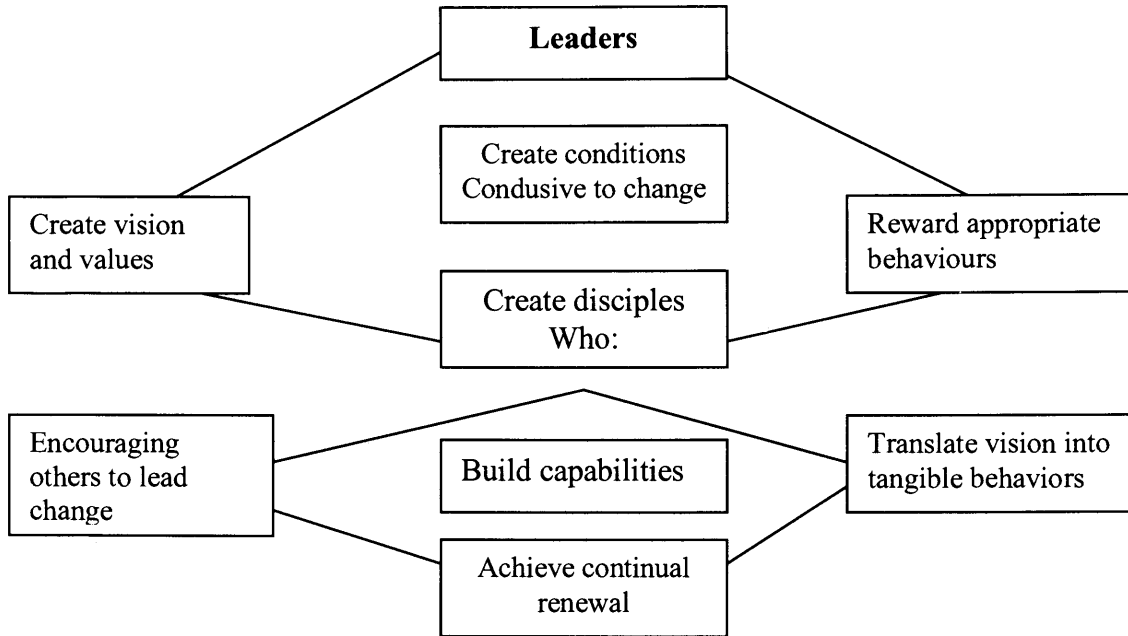 Leaders
Create conditions
Condusive to change
Create vision
and values
Reward appropriate
behaviours
Create disciples
Who:
Encouraging
others to lead
change
Build capabilities
Translate vision into
tangible behaviors
Achieve continual
renewal